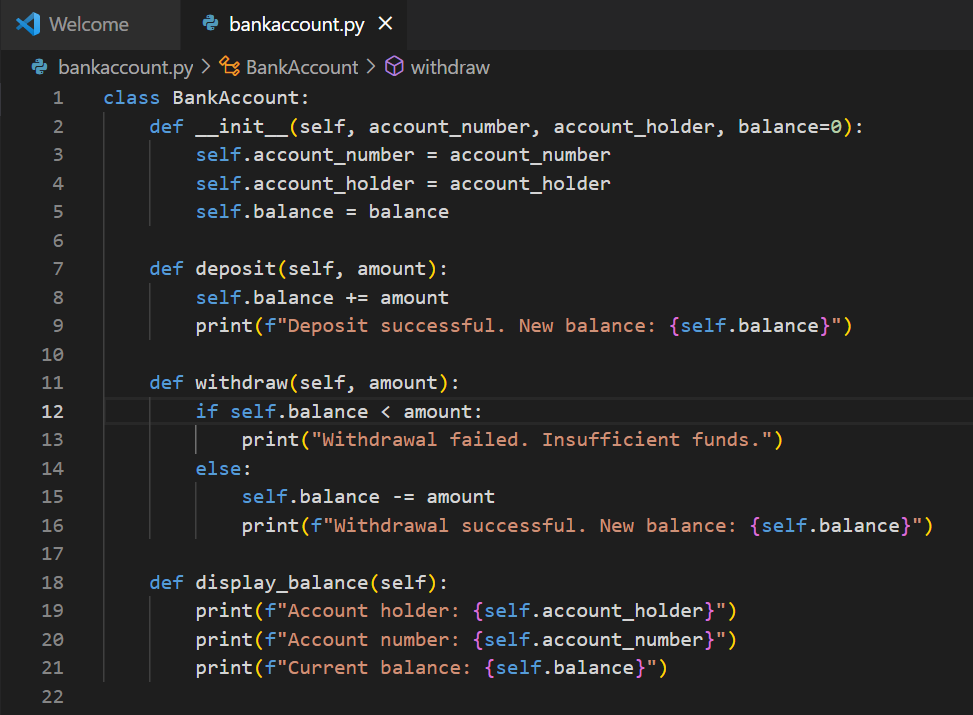 Welcome bankaccount.py
bankaccount.py > BankAccount > withdraw
1 class BankAccount:
2     def __init__(self, account_number, account_holder, balance=0):
3         self.account_number = account_number
4         self.account_holder = account_holder
5         self.balance = balance
6
7     def deposit(self, amount):
8         self.balance += amount
9         print(f"Deposit successful. New balance: {self.balance}")
10
11     def withdraw(self, amount):
12         if self.balance < amount:
13             print("Withdrawal failed. Insufficient funds.")
14         else:
15             self.balance -= amount
16             print(f"Withdrawal successful. New balance: {self.balance}")
17
18     def display_balance(self):
19         print(f"Account holder: {self.account_holder}")
20         print(f"Account number: {self.account_number}")
21         print(f"Current balance: {self.balance}")
22